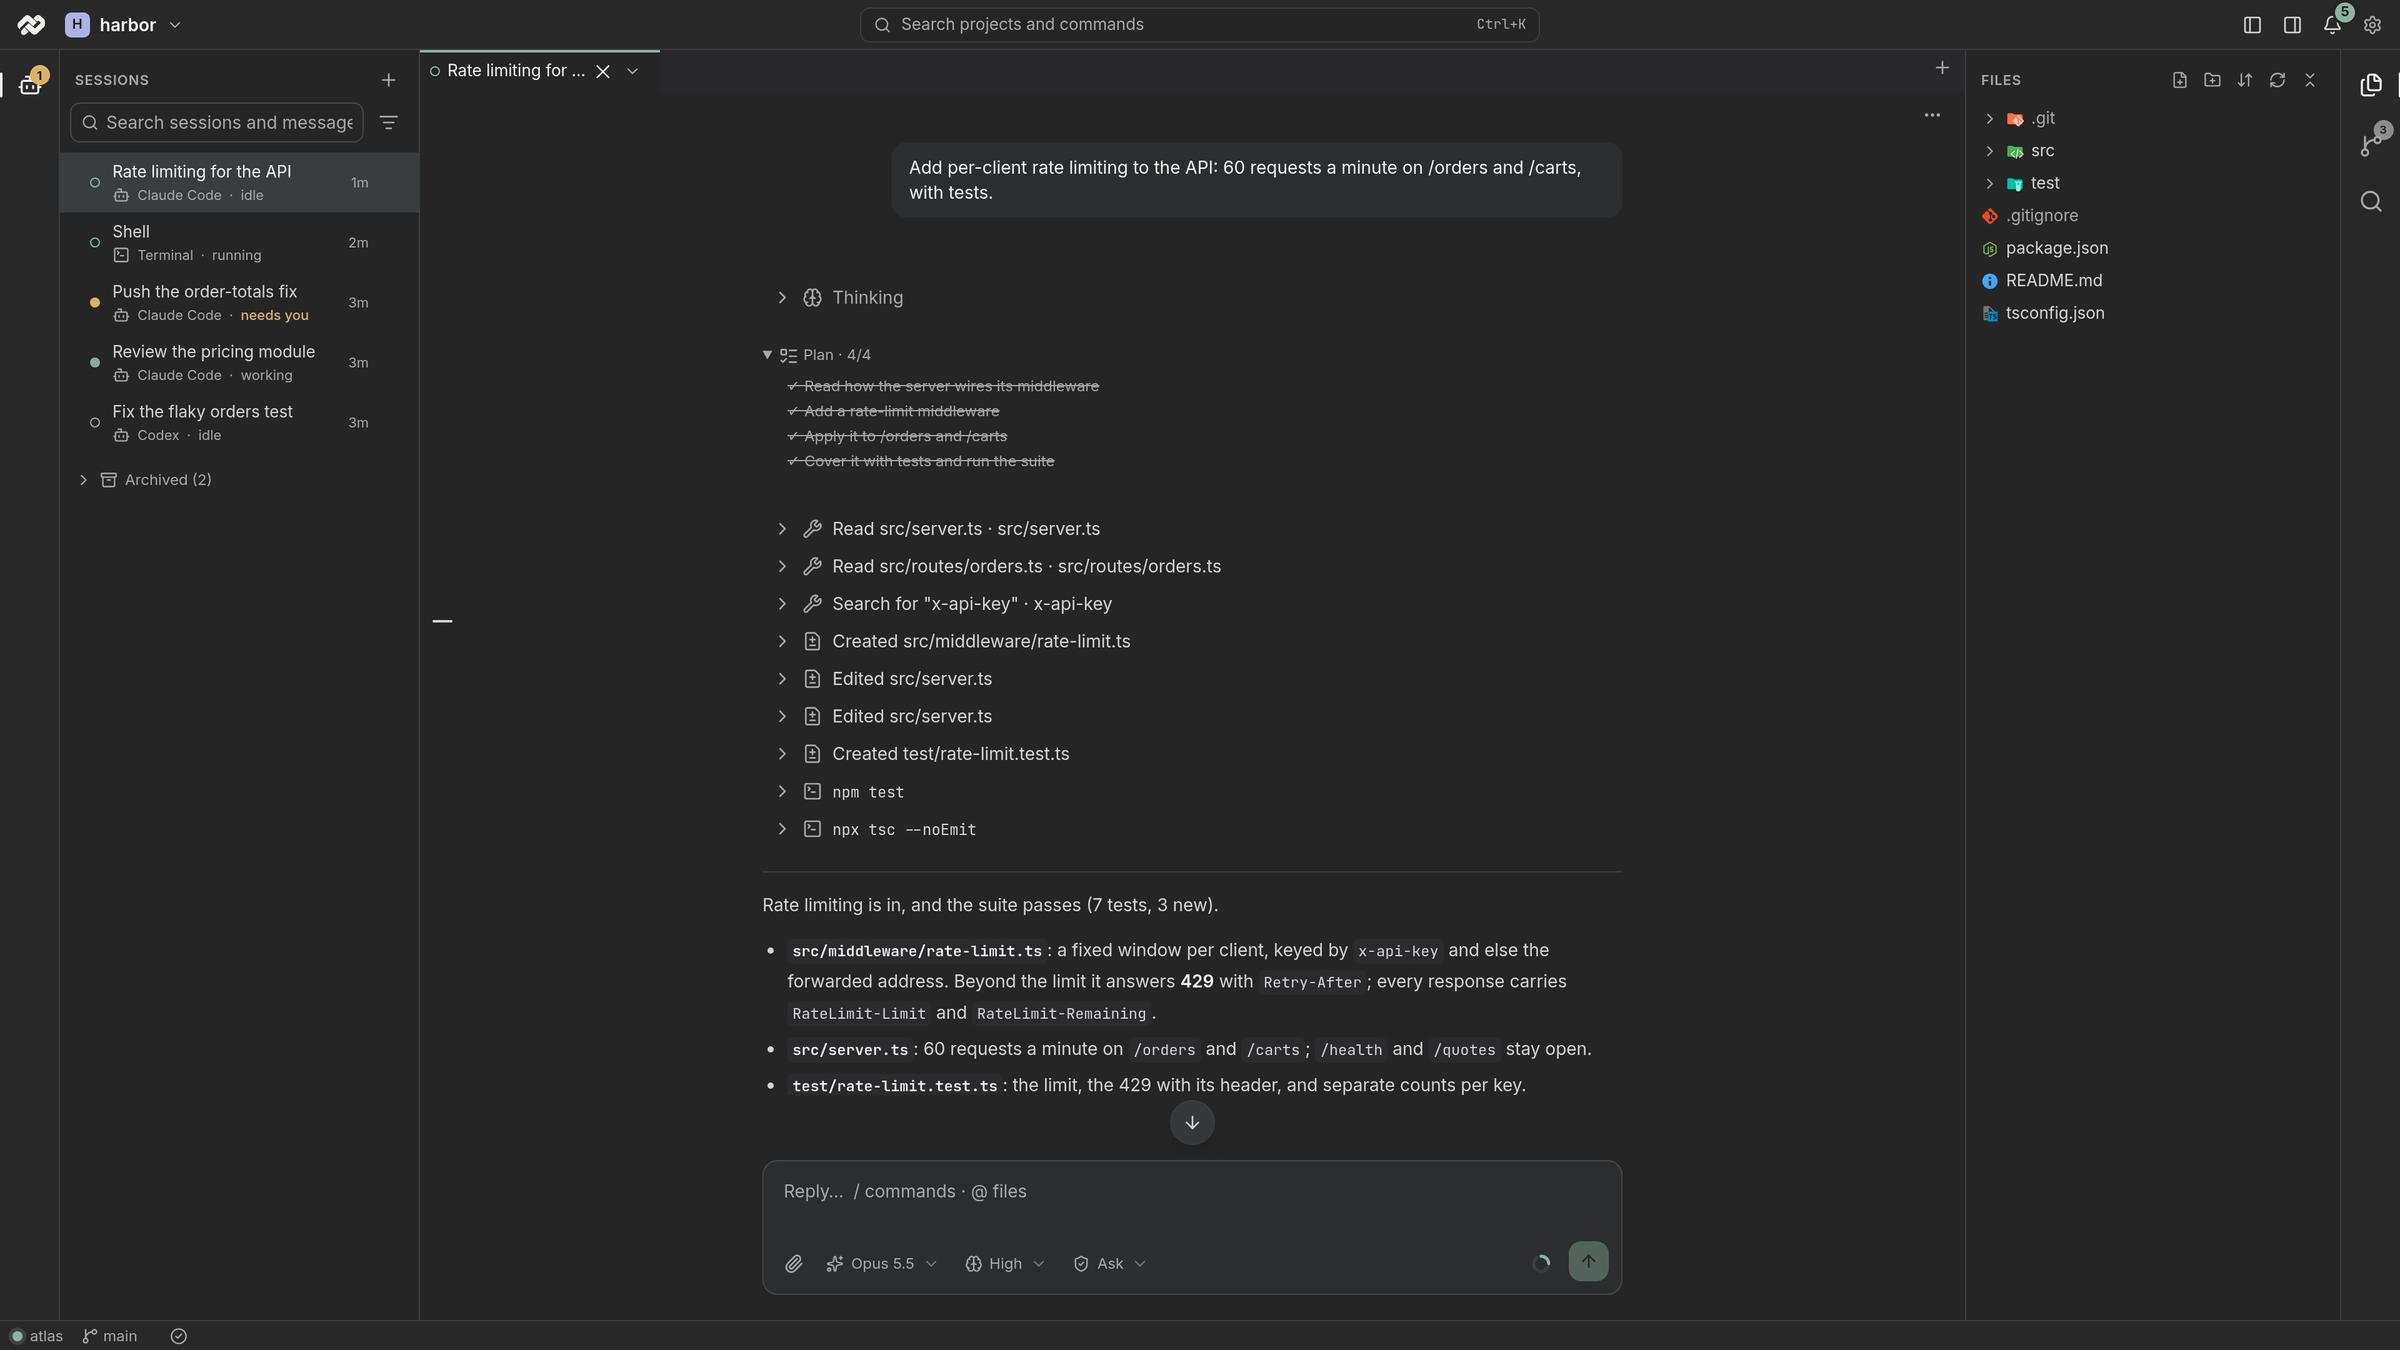 H harbor
Search projects and commands Ctrl+K
5
1
SESSIONS
Search sessions and message
Rate limiting for the API 1m
Claude Code · idle
Shell 2m
Terminal · running
Push the order-totals fix 3m
Claude Code · needs you
Review the pricing module 3m
Claude Code · working
Fix the flaky orders test 3m
Codex · idle
Archived (2)
Rate limiting for ...
Add per-client rate limiting to the API: 60 requests a minute on /orders and /carts,
with tests.
Thinking
Plan · 4/4
✓ Read how the server wires its middleware
✓ Add a rate-limit middleware
✓ Apply it to /orders and /carts
✓ Cover it with tests and run the suite
Read src/server.ts · src/server.ts
Read src/routes/orders.ts · src/routes/orders.ts
Search for "x-api-key" · x-api-key
Created src/middleware/rate-limit.ts
Edited src/server.ts
Edited src/server.ts
Created test/rate-limit.test.ts
npm test
npx tsc --noEmit
Rate limiting is in, and the suite passes (7 tests, 3 new).
• src/middleware/rate-limit.ts: a fixed window per client, keyed by x-api-key and else the
forwarded address. Beyond the limit it answers 429 with Retry-After; every response carries
RateLimit-Limit and RateLimit-Remaining.
• src/server.ts: 60 requests a minute on /orders and /carts; /health and /quotes stay open.
• test/rate-limit.test.ts: the limit, the 429 with its header, and separate counts per key.
Reply... / commands · @ files
Opus 5.5 High Ask
FILES
.git
src
test
.gitignore
package.json
README.md
tsconfig.json
3
atlas main